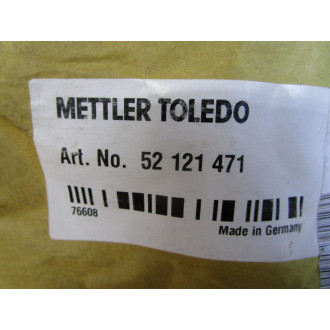 METTLER TOLEDO
Art. No. 52 121 471
76608
Made in Germany